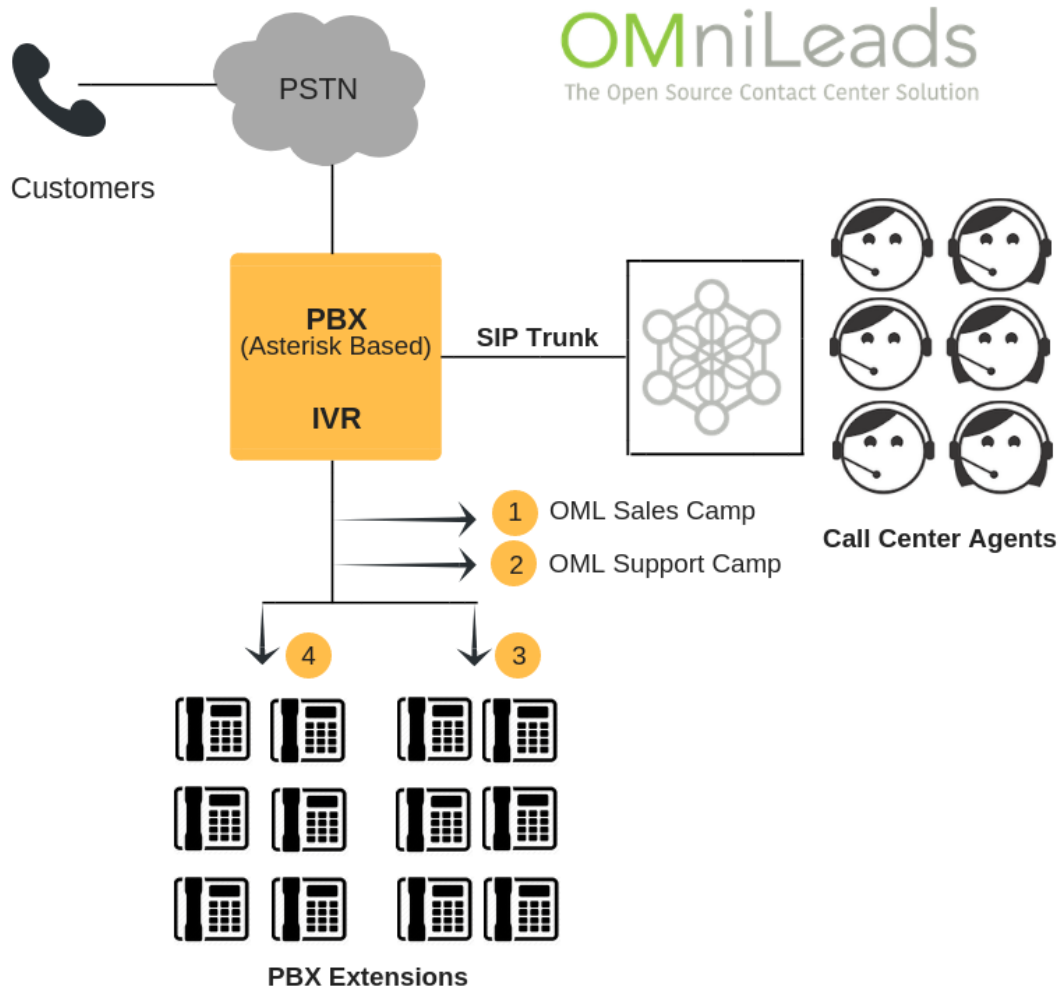 OMniLeads
The Open Source Contact Center Solution
PSTN
Customers
PBX
(Asterisk Based)
IVR
SIP Trunk
1 OML Sales Camp
2 OML Support Camp
Call Center Agents
4
3
PBX Extensions